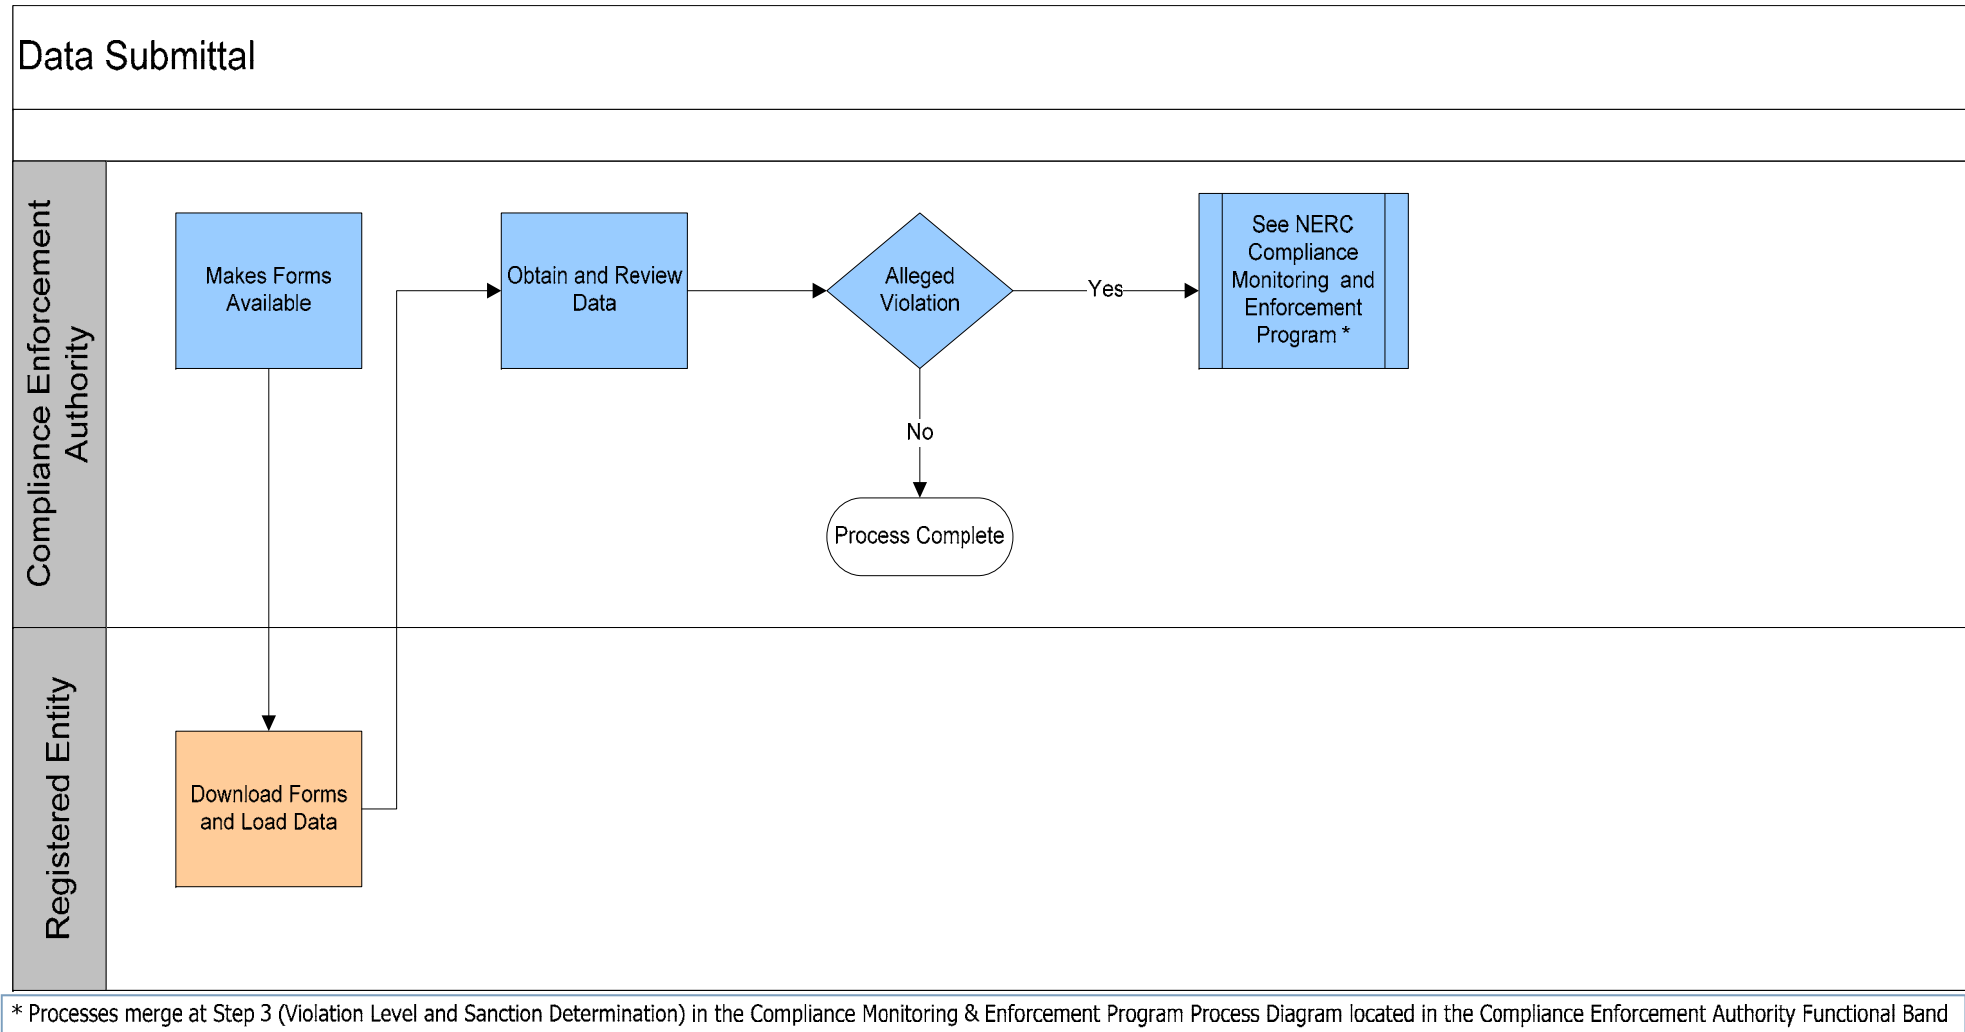 Data Submittal
Compliance Enforcement
Authority
Makes Forms
Available
Obtain and Review
Data
Alleged
Violation
Yes
See NERC
Compliance
Monitoring and
Enforcement
Program *
No
Process Complete
Registered Entity
Download Forms
and Load Data
* Processes merge at Step 3 (Violation Level and Sanction Determination) in the Compliance Monitoring & Enforcement Program Process Diagram located in the Compliance Enforcement Authority Functional Band